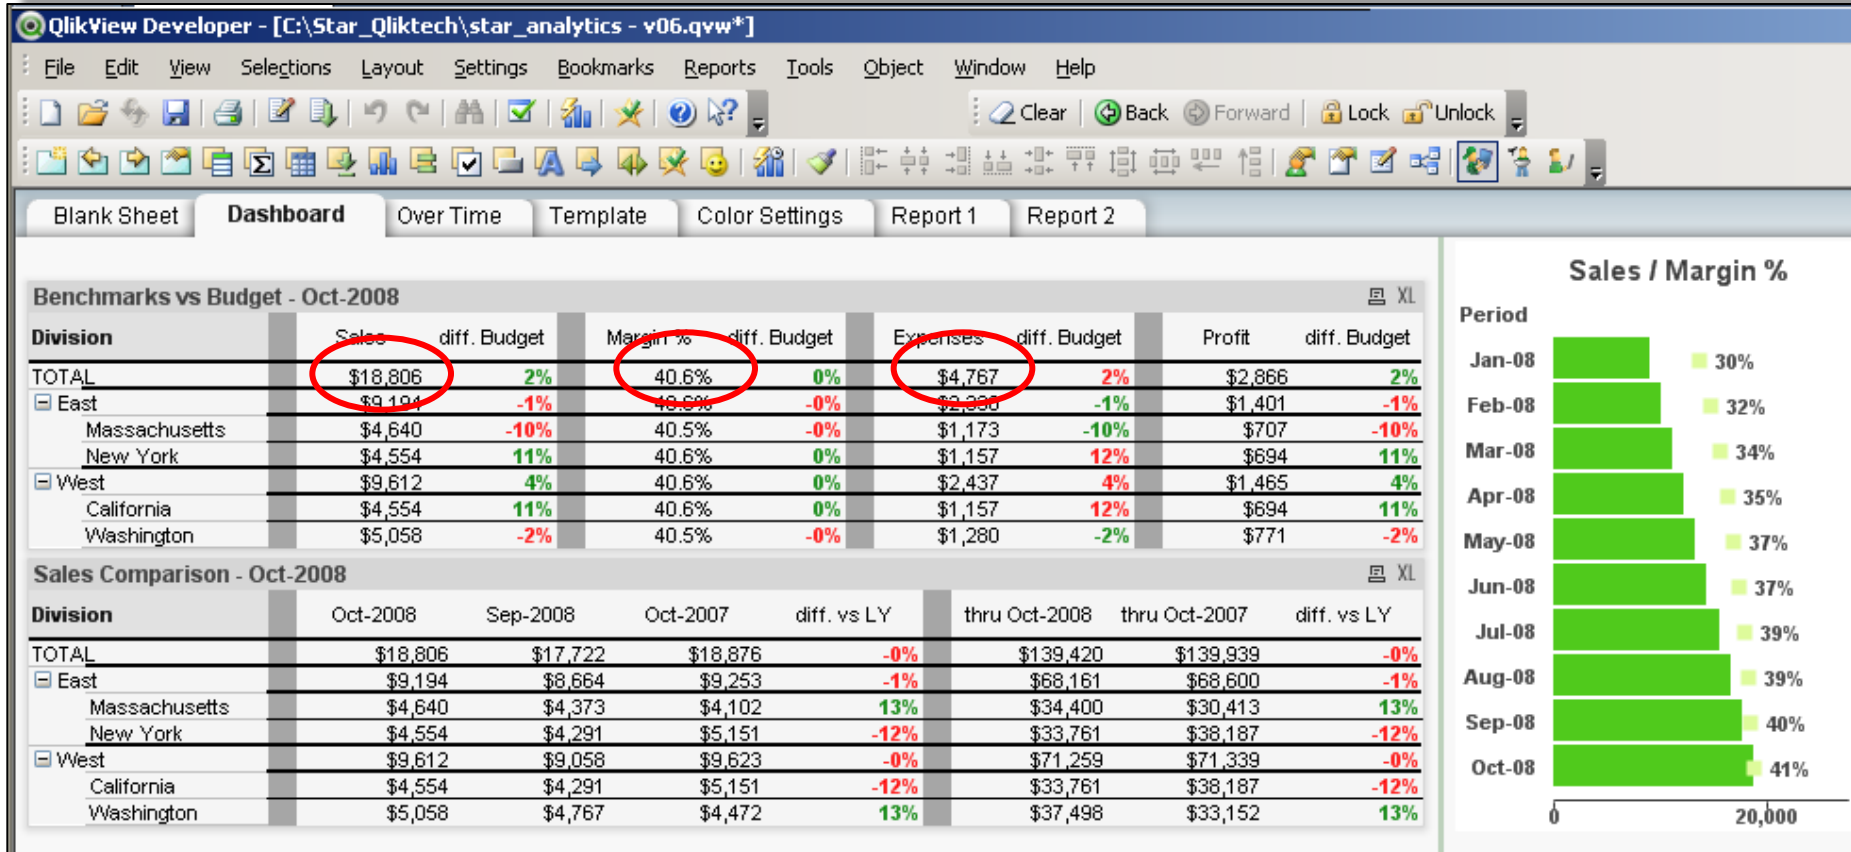 QlikView Developer - [C:\Star_Qliktech\star_analytics - v06.qvw*]
File Edit View Selections Layout Settings Bookmarks Reports Tools Object Window Help
Clear Back Forward Lock Unlock
Blank Sheet Dashboard Over Time Template Color Settings Report 1 Report 2
Benchmarks vs Budget - Oct-2008 XL
Division Sales diff. Budget Margin % diff. Budget Expenses diff. Budget Profit diff. Budget
TOTAL $18,806 2% 40.6% 0% $4,767 2% $2,866 2%
East $9,194 -1% 40.6% -0% -1% $1,401 -1%
Massachusetts $4,640 -10% 40.5% -0% $1,173 -10% $707 -10%
New York $4,554 11% 40.6% 0% $1,157 12% $694 11%
West $9,612 4% 40.6% 0% $2,437 4% $1,465 4%
California $4,554 11% 40.6% 0% $1,157 12% $694 11%
Washington $5,058 -2% 40.5% -0% $1,280 -2% $771 -2%
Sales Comparison - Oct-2008 XL
Division Oct-2008 Sep-2008 Oct-2007 diff. vs LY thru Oct-2008 thru Oct-2007 diff. vs LY
TOTAL $18,806 $17,722 $18,876 -0% $139,420 $139,939 -0%
East $9,194 $8,664 $9,253 -1% $68,161 $68,600 -1%
Massachusetts $4,640 $4,373 $4,102 13% $34,400 $30,413 13%
New York $4,554 $4,291 $5,151 -12% $33,761 $38,187 -12%
West $9,612 $9,058 $9,623 -0% $71,259 $71,339 -0%
California $4,554 $4,291 $5,151 -12% $33,761 $38,187 -12%
Washington $5,058 $4,767 $4,472 13% $37,498 $33,152 13%
Sales / Margin %
Period
Jan-08 30%
Feb-08 32%
Mar-08 34%
Apr-08 35%
May-08 37%
Jun-08 37%
Jul-08 39%
Aug-08 39%
Sep-08 40%
Oct-08 41%
0 20,000